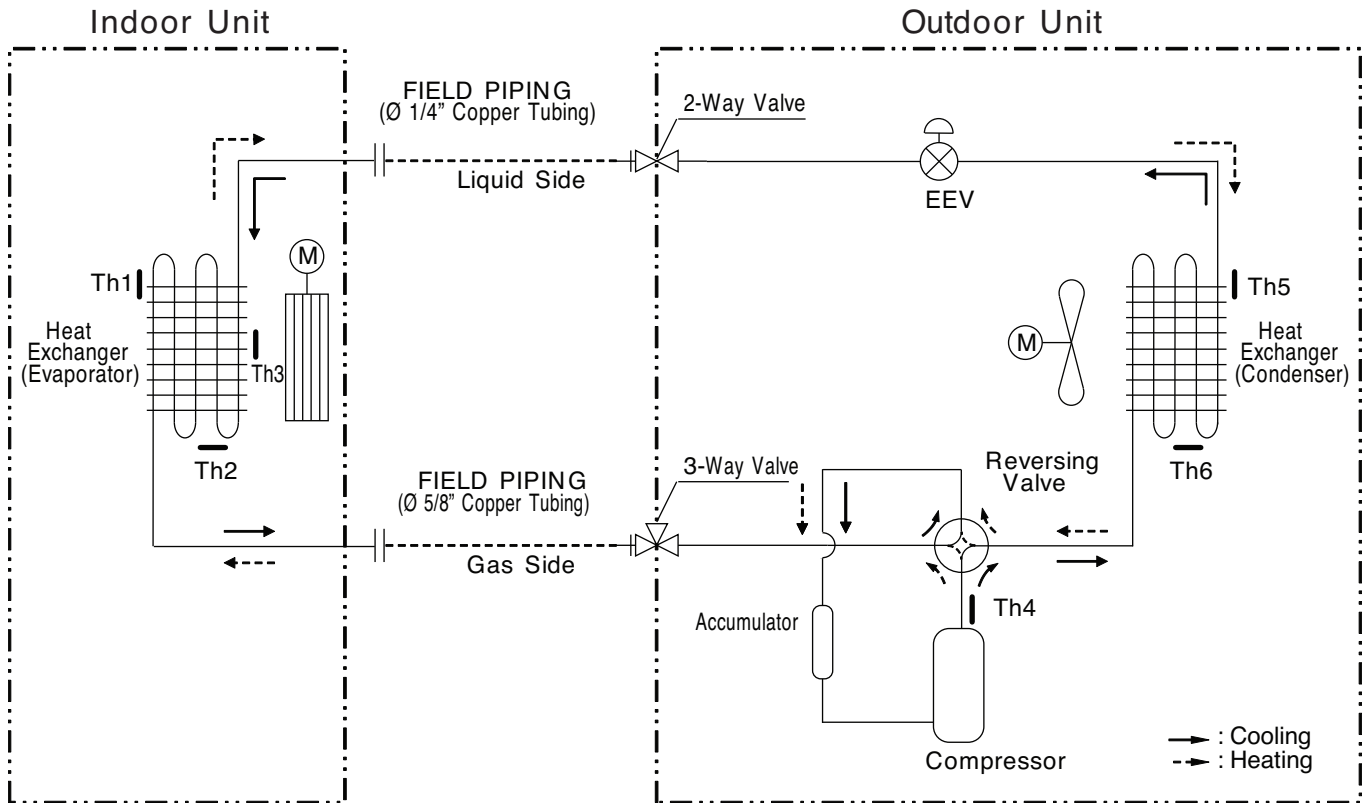 Indoor Unit
Outdoor Unit
FIELD PIPING
(Ø 1/4” Copper Tubing)
2-Way Valve
Liquid Side
EEV
M
Th1
Th5
Heat
Exchanger
(Evaporator)
Th3
M
Heat
Exchanger
(Condenser)
Th2
Th6
FIELD PIPING
(Ø 5/8” Copper Tubing)
3-Way Valve
Reversing
Valve
Gas Side
Th4
Accumulator
Compressor
: Cooling
: Heating